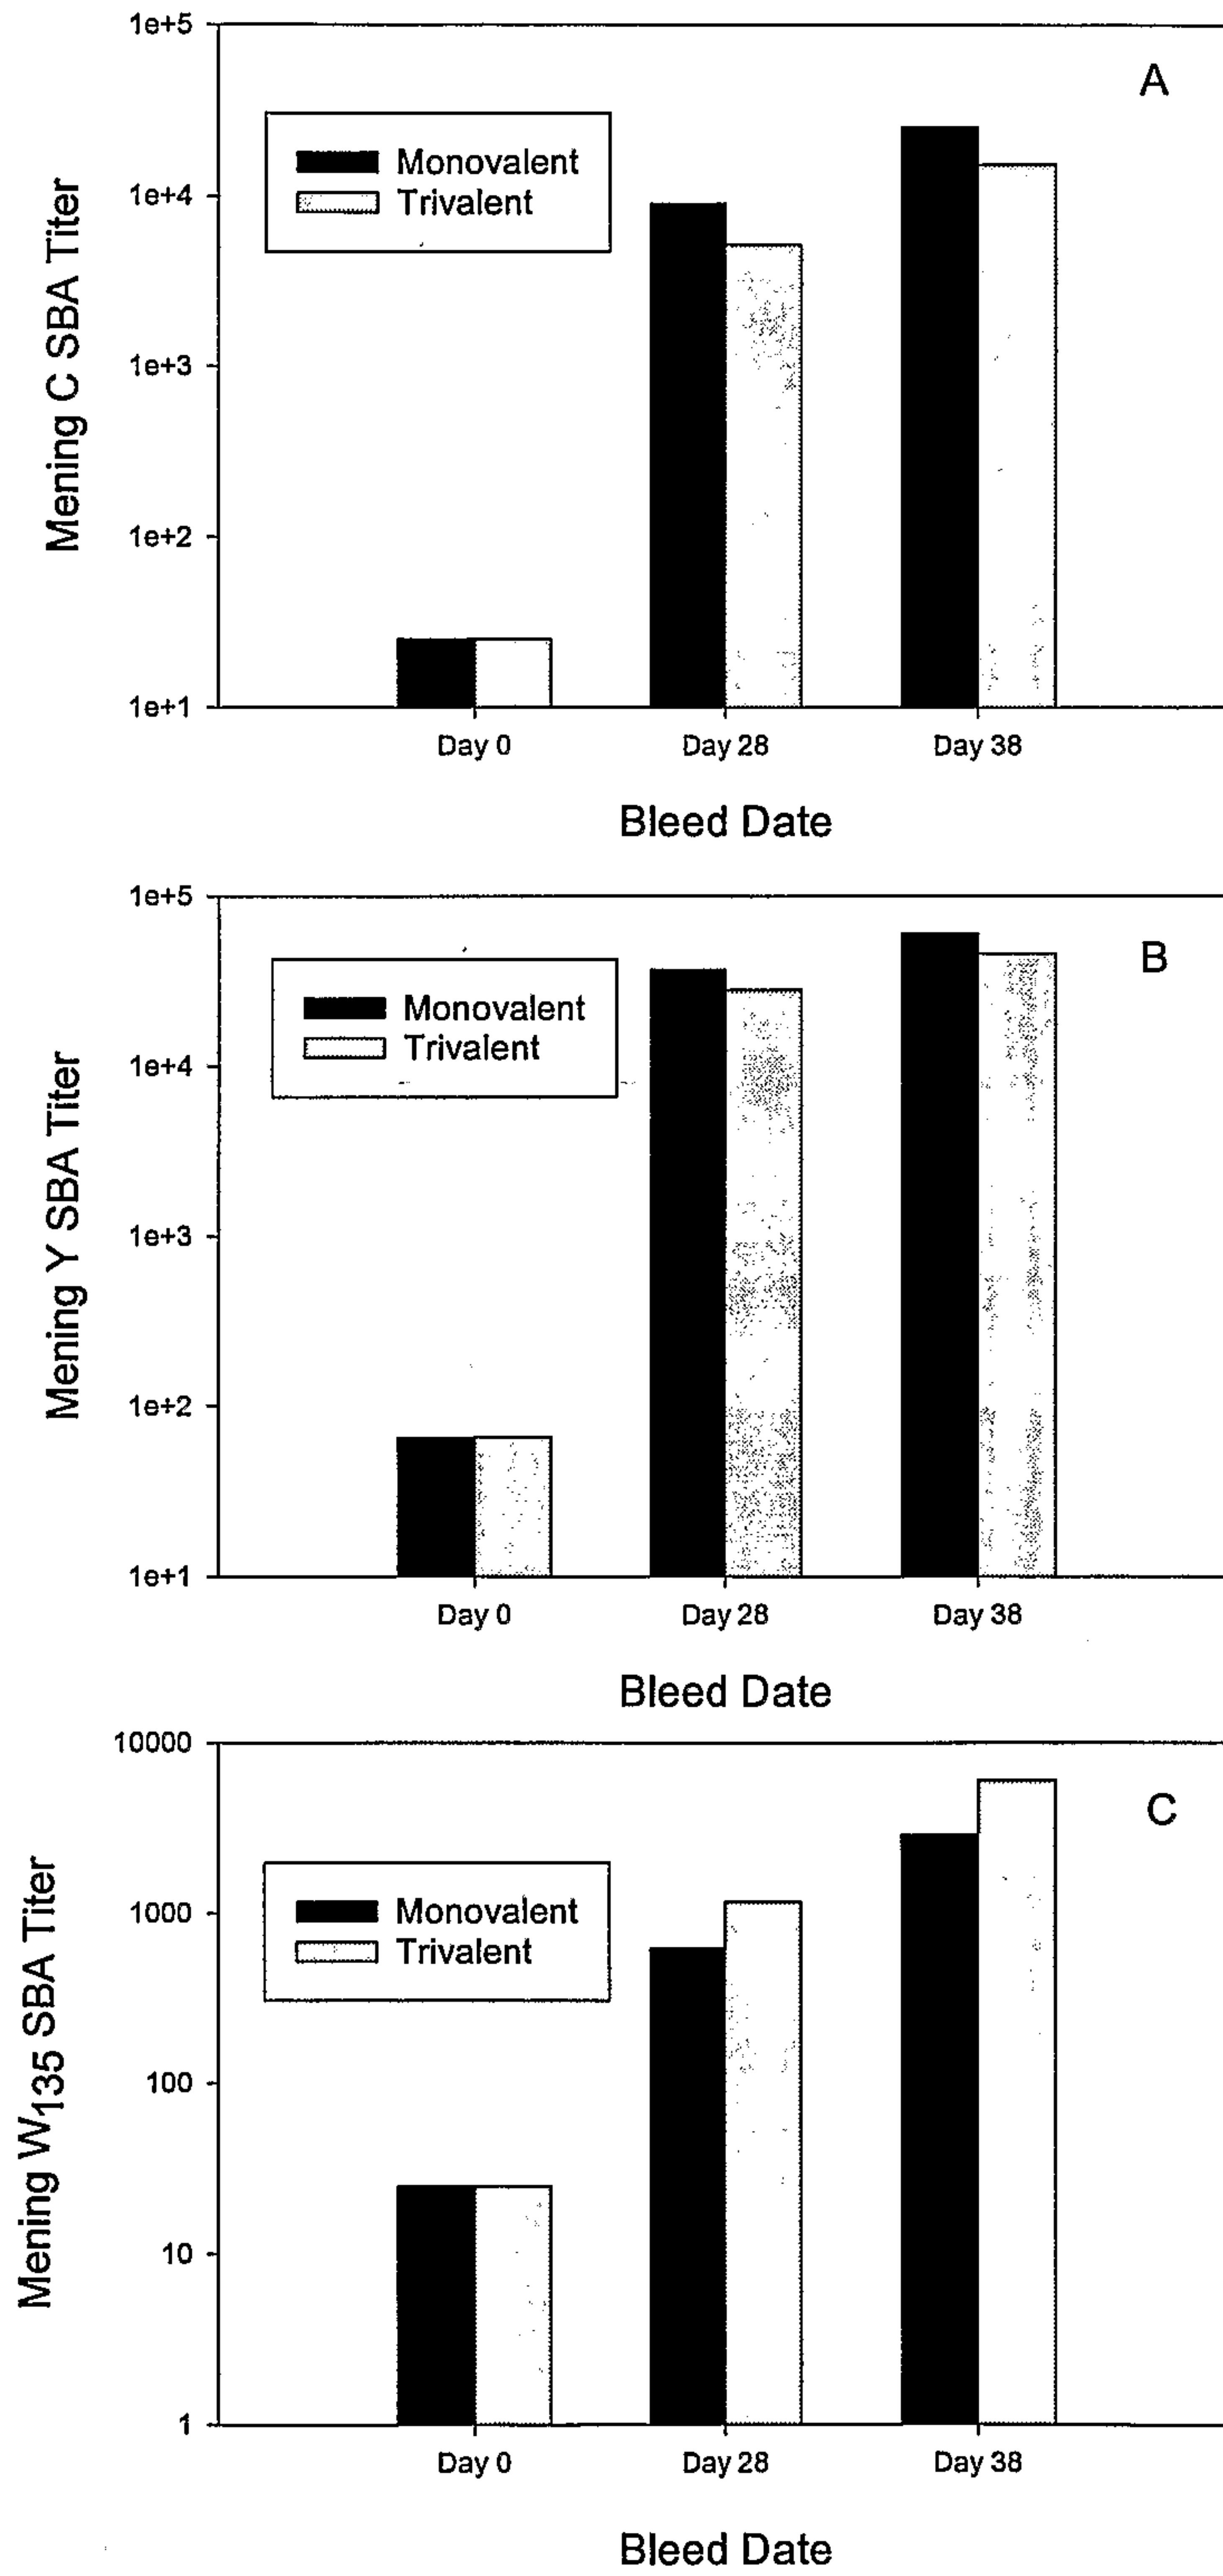 1e+5
A
Monovalent
Trivalent
1e+4
1e+3
1e+2
1e+1
Mening C SBA Titer
Day 0 Day 28 Day 38
Bleed Date
1e+5
B
Monovalent
Trivalent
1e+4
1e+3
1e+2
1e+1
Mening Y SBA Titer
Day 0 Day 28 Day 38
Bleed Date
10000
C
Monovalent
Trivalent
1000
100
10
1
Mening W135 SBA Titer
Day 0 Day 28 Day 38
Bleed Date